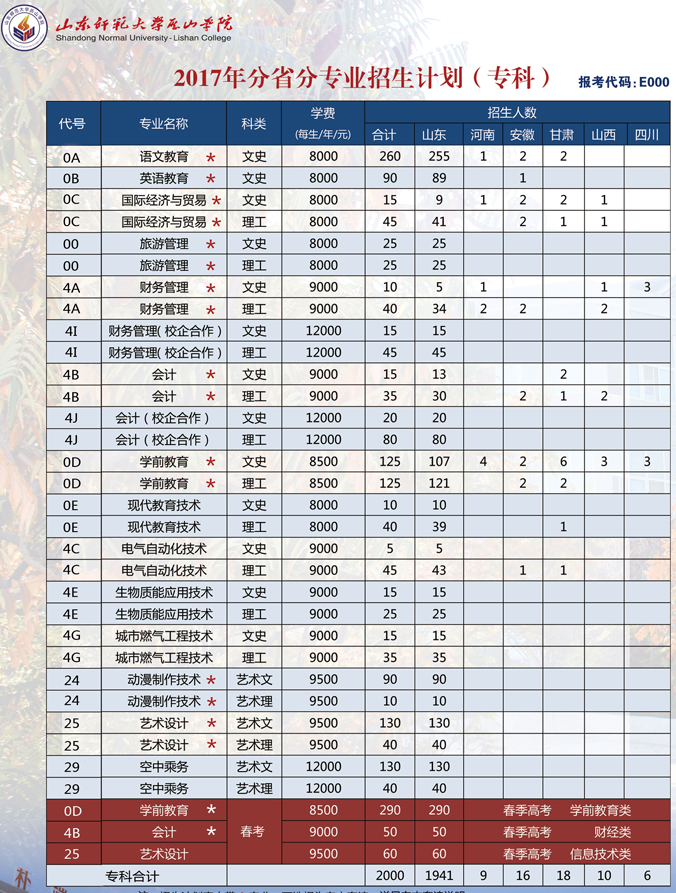 山东师范大学历山学院
Shandong Normal University - Lishan College
2017年分省分专业招生计划（专科） 报考代码：E000
代号 专业名称 科类 学费 (每生/年/元) 招生人数
合计 山东 河南 安徽 甘肃 山西 四川
0A 语文教育 * 文史 8000 260 255 1 2 2
0B 英语教育 * 文史 8000 90 89 1
0C 国际经济与贸易 * 文史 8000 15 9 1 2 2 1
0C 国际经济与贸易 * 理工 8000 45 41 2 1 1
00 旅游管理 * 文史 8000 25 25
00 旅游管理 * 理工 8000 25 25
4A 财务管理 * 文史 9000 10 5 1 1 3
4A 财务管理 * 理工 9000 40 34 2 2 2
4I 财务管理（校企合作） 文史 12000 15 15
4I 财务管理（校企合作） 理工 12000 45 45
4B 会计 * 文史 9000 15 13 2
4B 会计 * 理工 9000 35 30 2 1 2
4J 会计（校企合作） 文史 12000 20 20
4J 会计（校企合作） 理工 12000 80 80
0D 学前教育 * 文史 8500 125 107 4 2 6 3 3
0D 学前教育 * 理工 8500 125 121 2 2
0E 现代教育技术 文史 8000 10 10
0E 现代教育技术 理工 8000 40 39 1
4C 电气自动化技术 文史 9000 5 5
4C 电气自动化技术 理工 9000 45 43 1 1
4E 生物质能应用技术 文史 9000 15 15
4E 生物质能应用技术 理工 9000 25 25
4G 城市燃气工程技术 文史 9000 15 15
4G 城市燃气工程技术 理工 9000 35 35
24 动漫制作技术 * 艺术文 9500 90 90
24 动漫制作技术 * 艺术理 9500 10 10
25 艺术设计 * 艺术文 9500 130 130
25 艺术设计 * 艺术理 9500 40 40
29 空中乘务 艺术文 12000 130 130
29 空中乘务 艺术理 12000 40 40
0D 学前教育 * 8500 290 290 春季高考 学前教育类
4B 会计 * 春考 9000 50 50 春季高考 财经类
25 艺术设计 9500 60 60 春季高考 信息技术类
专科合计 2000 1941 9 16 18 10 6